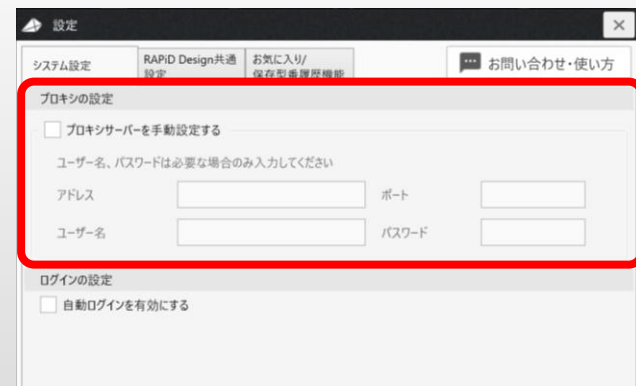 設定
システム設定
RAPiD Design共通
設定
お気に入り/
保存型重履歴機能
お問い合わせ・使い方
プロキシの設定
プロキシサーバーを手動設定する
ユーザー名、パスワードは必要な場合のみ入力してください
アドレス
ポート
ユーザー名
パスワード
ログインの設定
自動ログインを有効にする